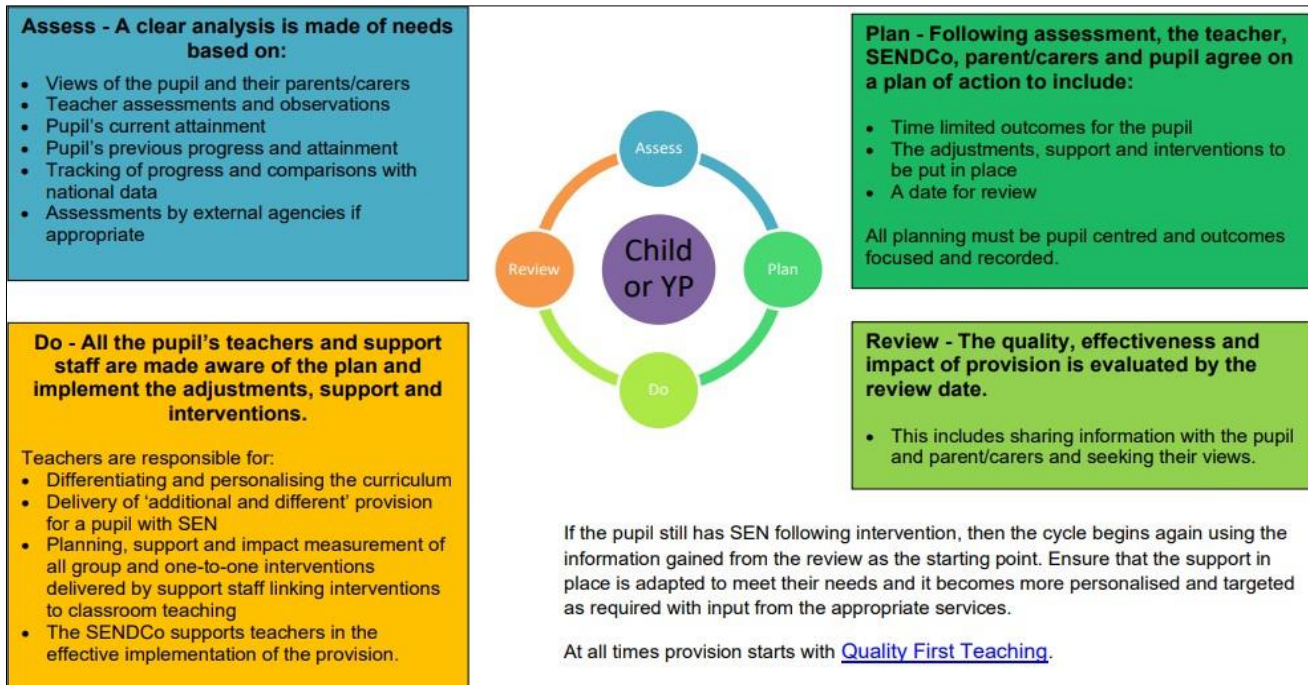 Assess - A clear analysis is made of needs
based on:
• Views of the pupil and their parents/carers
• Teacher assessments and observations
• Pupil's current attainment
• Pupil's previous progress and attainment
• Tracking of progress and comparisons with
national data
• Assessments by external agencies if
appropriate
Plan - Following assessment, the teacher,
SENDCo, parent/carers and pupil agree on
a plan of action to include:
• Time limited outcomes for the pupil
• The adjustments, support and interventions to
be put in place
• A date for review
All planning must be pupil centred and outcomes
focused and recorded.
Assess
Review
Child
or YP
Plan
Do
Do - All the pupil's teachers and support
staff are made aware of the plan and
implement the adjustments, support and
interventions.
Teachers are responsible for:
• Differentiating and personalising the curriculum
• Delivery of 'additional and different' provision
for a pupil with SEN
• Planning, support and impact measurement of
all group and one-to-one interventions
delivered by support staff linking interventions
to classroom teaching
• The SENDCo supports teachers in the
effective implementation of the provision.
Review - The quality, effectiveness and
impact of provision is evaluated by the
review date.
• This includes sharing information with the pupil
and parent/carers and seeking their views.
If the pupil still has SEN following intervention, then the cycle begins again using the
information gained from the review as the starting point. Ensure that the support in
place is adapted to meet their needs and it becomes more personalised and targeted
as required with input from the appropriate services.
At all times provision starts with Quality First Teaching.